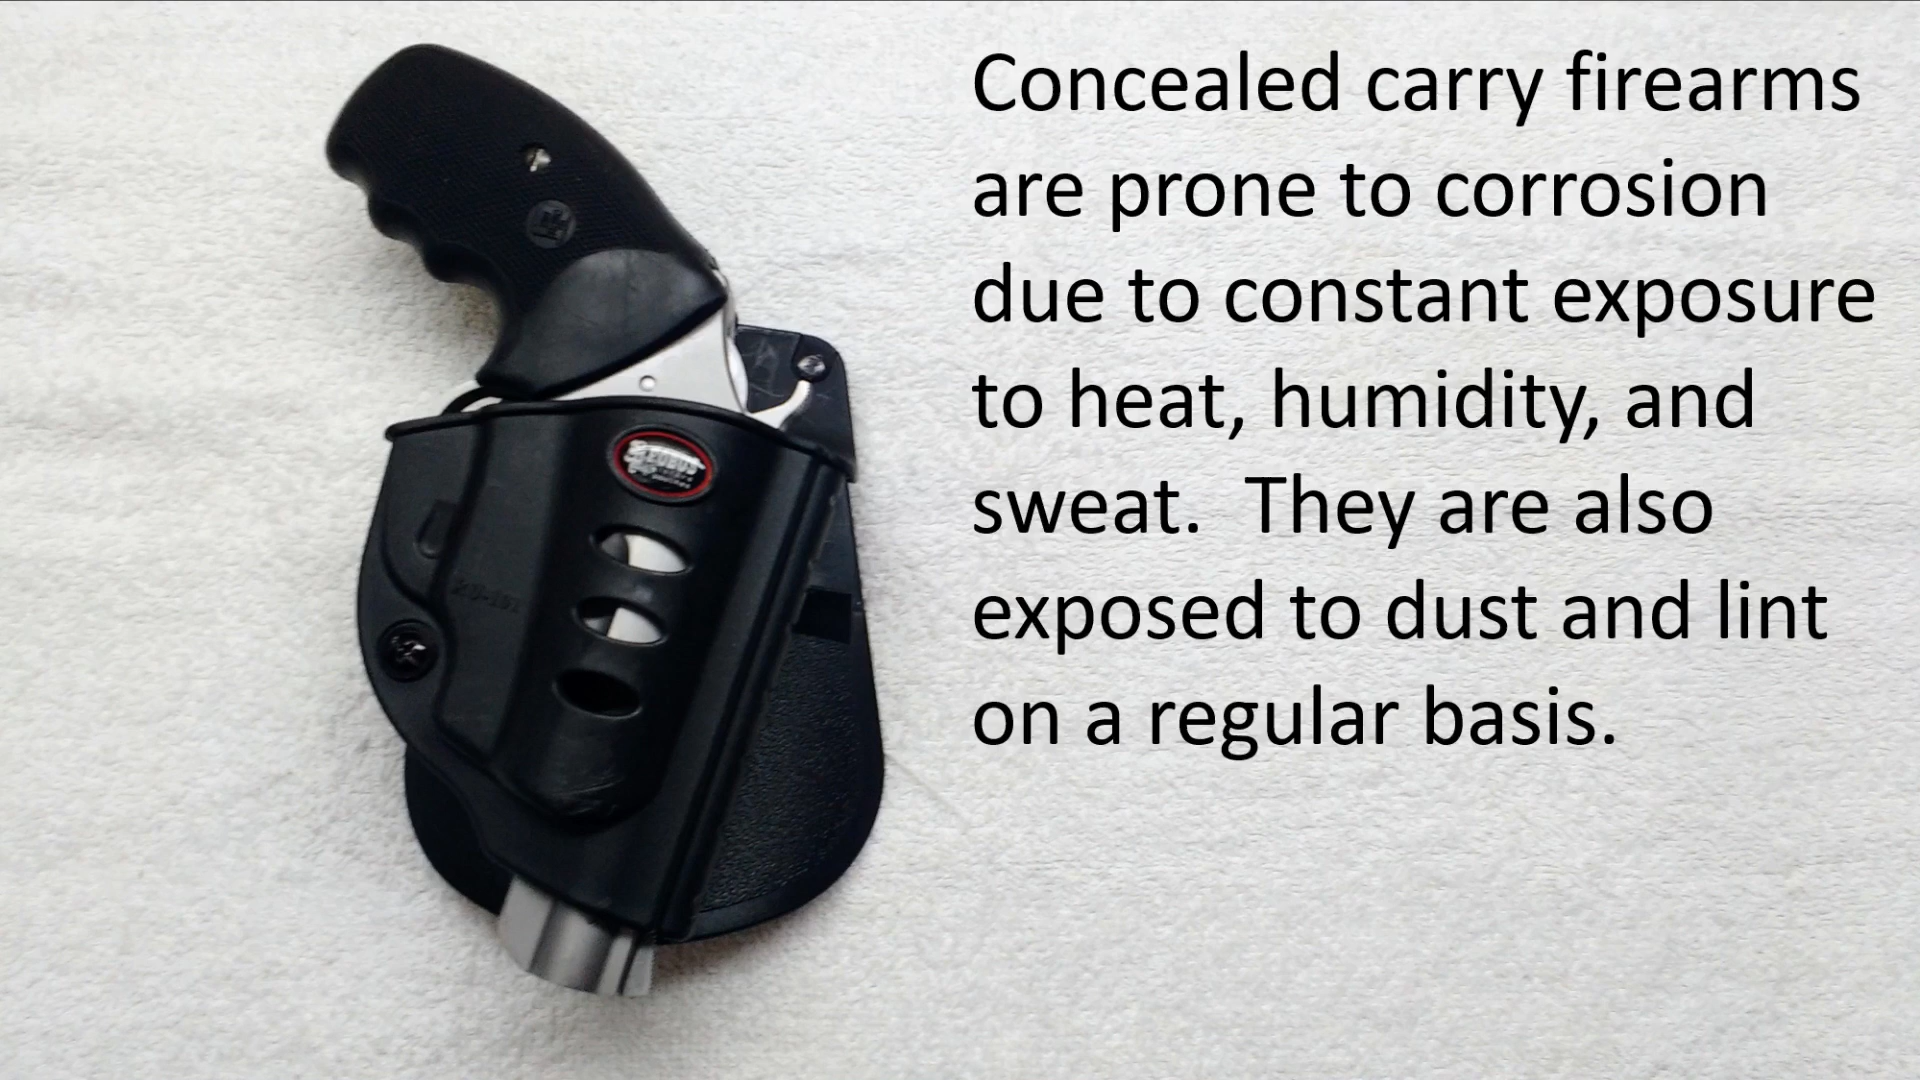 Concealed carry firearms
are prone to corrosion
due to constant exposure
to heat, humidity, and
sweat.  They are also
exposed to dust and lint
on a regular basis.
FOBUS